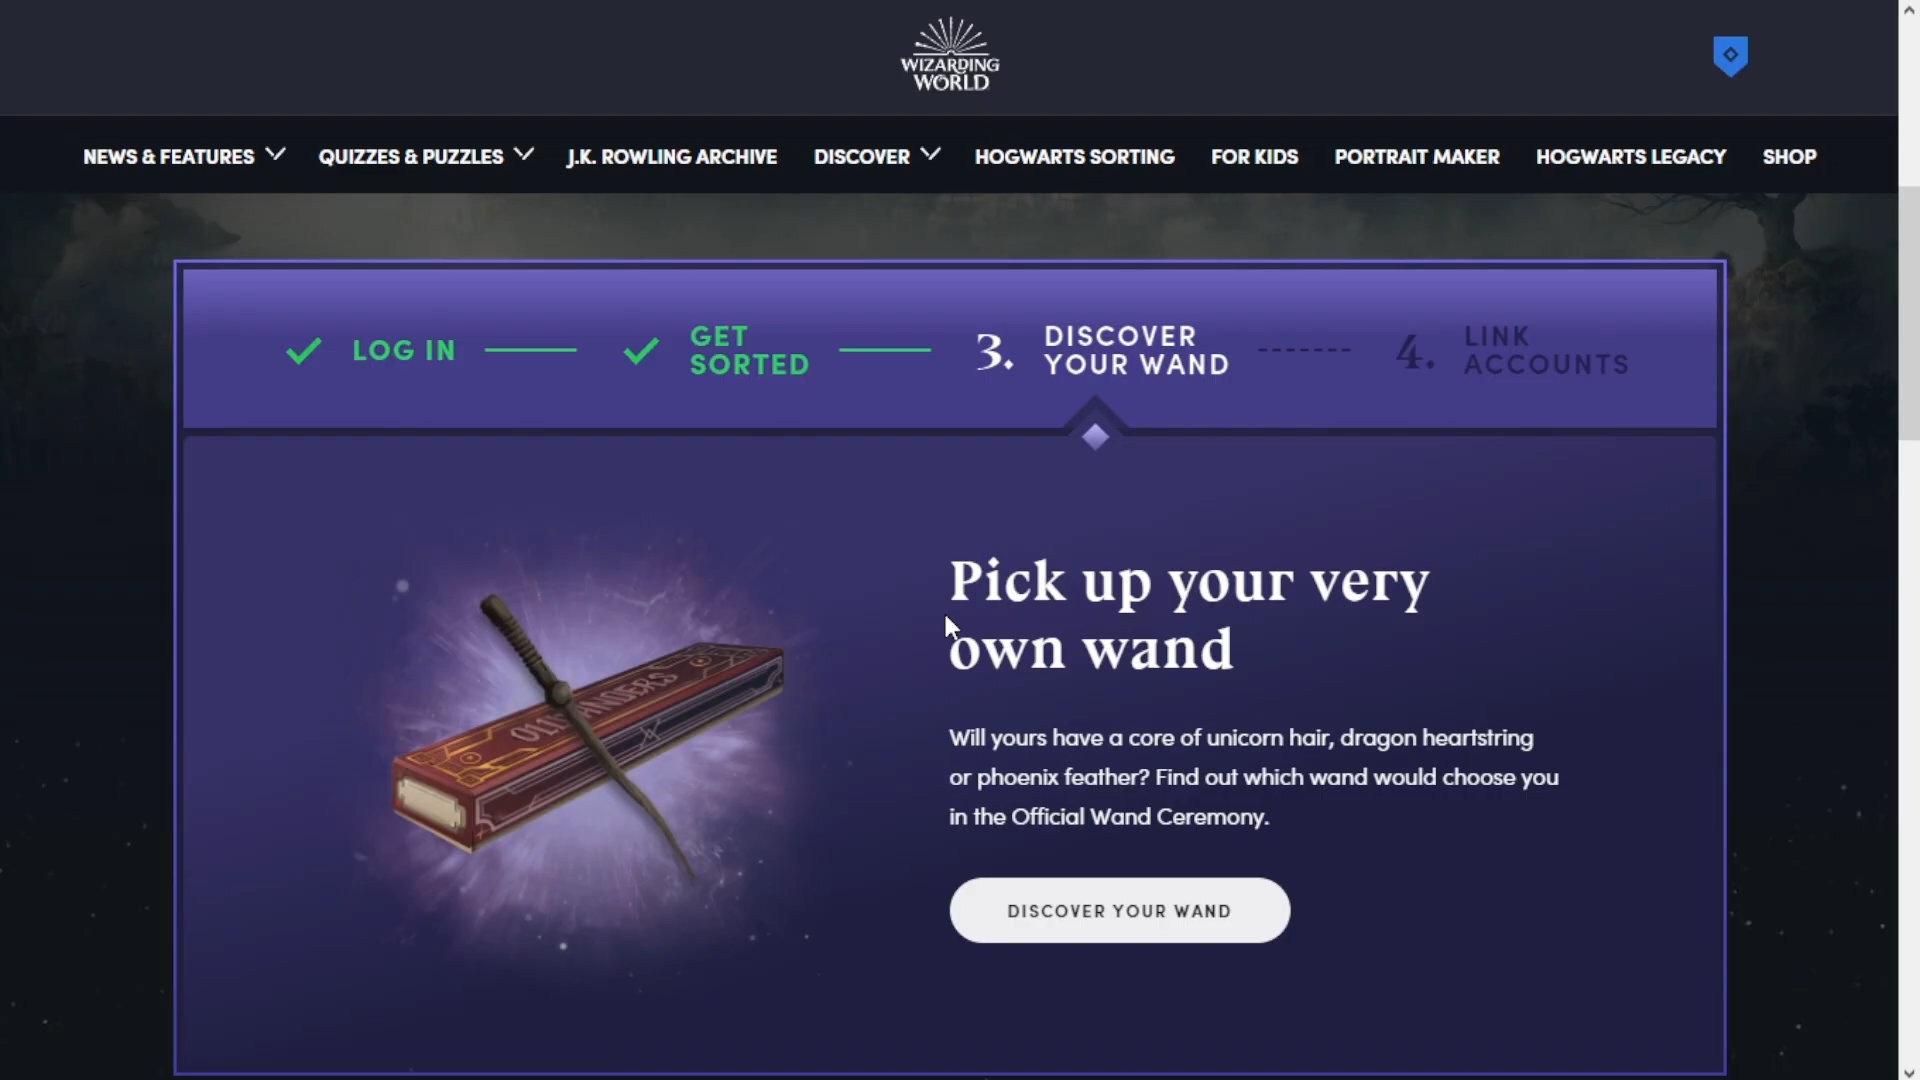 WIZARDING
WORLD
NEWS & FEATURES QUIZZES & PUZZLES J.K. ROWLING ARCHIVE DISCOVER HOGWARTS SORTING FOR KIDS PORTRAIT MAKER HOGWARTS LEGACY SHOP
LOG IN
GET
SORTED
3.
DISCOVER
YOUR WAND
4.
LINK
ACCOUNTS
Pick up your very
own wand
OLLIVANDERS
Will yours have a core of unicorn hair, dragon heartstring
or phoenix feather? Find out which wand would choose you
in the Official Wand Ceremony.
DISCOVER YOUR WAND